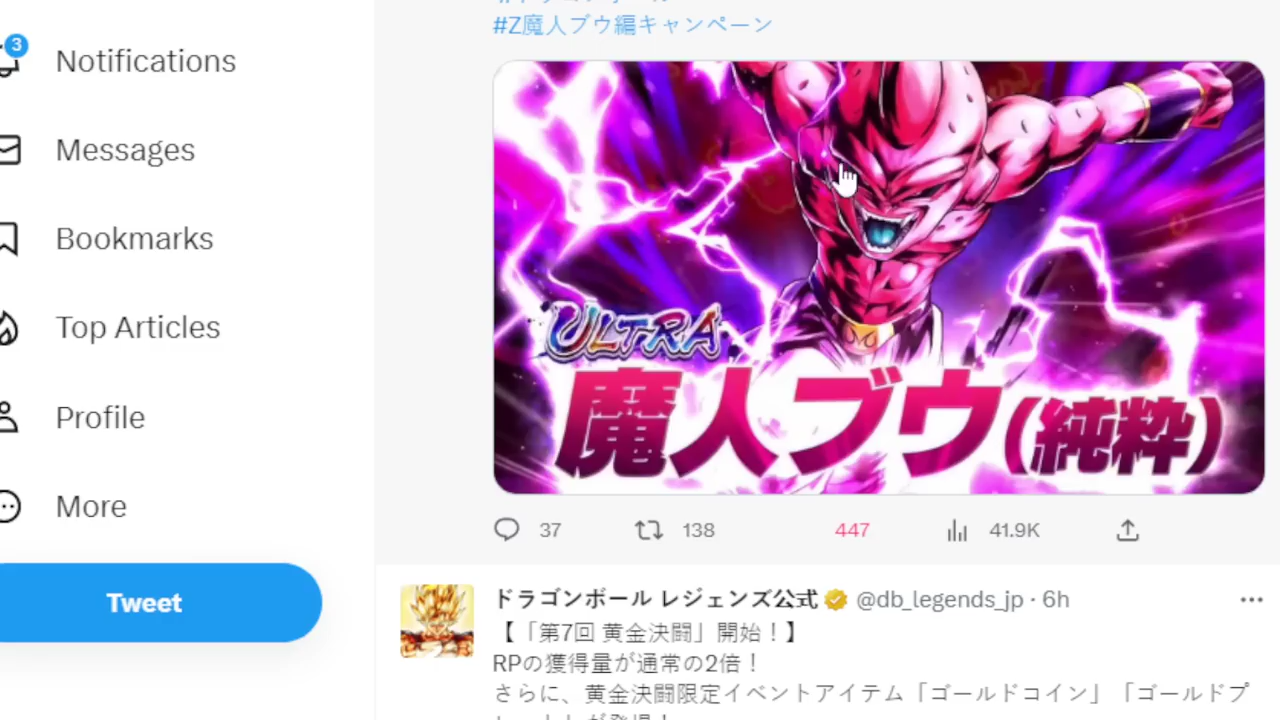 #Z魔人ブウ編キャンペーン
3
Notifications
Messages
Bookmarks
Top Articles
Profile
More
Tweet
ULTRA
魔人ブウ(純粋)
37 138 447 41.9K
ドラゴンボール レジェンズ公式 @db_legends_jp · 6h
【「第7回 黄金決闘」開始！】
RPの獲得量が通常の2倍！
さらに、黄金決闘限定イベントアイテム「ゴールドコイン」「ゴールドプ